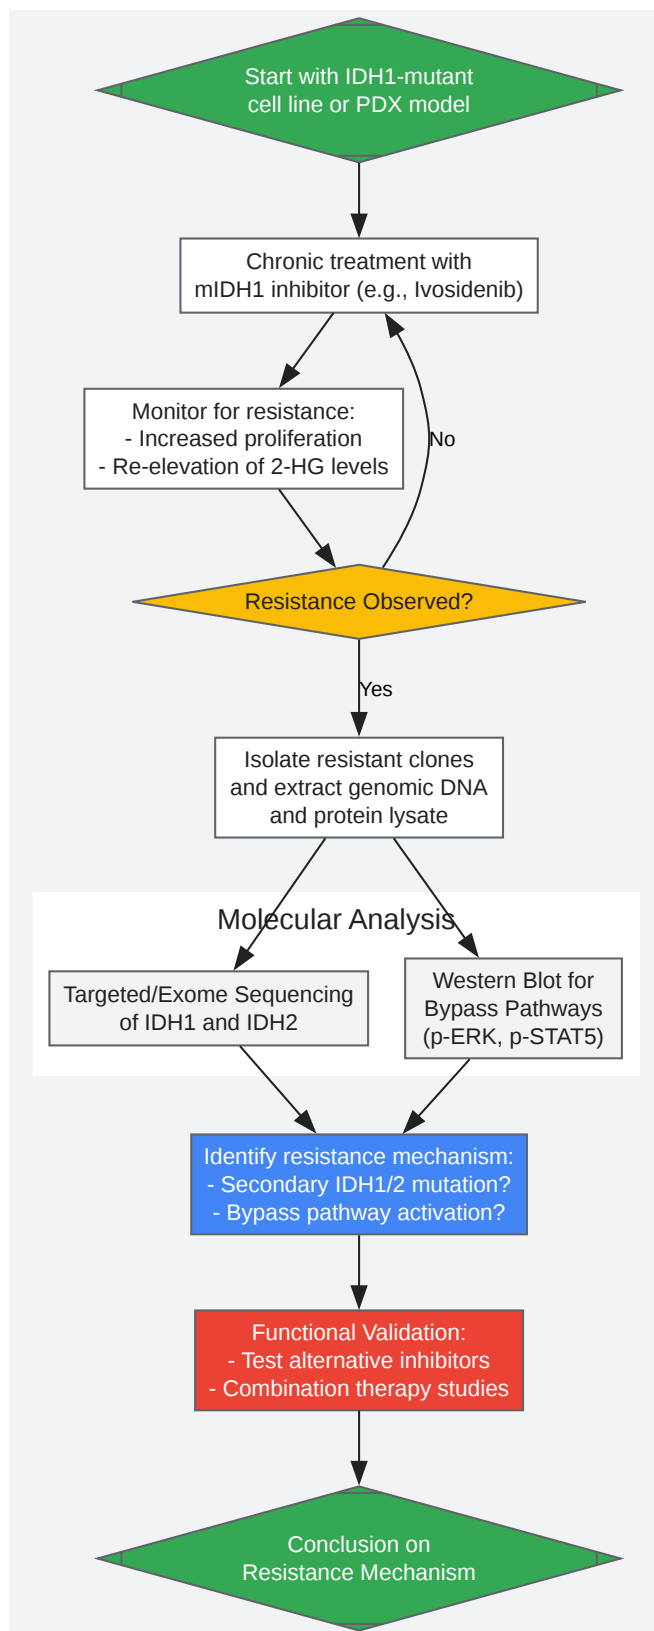 Start with IDH1-mutant
cell line or PDX model
Chronic treatment with
mIDH1 inhibitor (e.g., Ivosidenib)
Monitor for resistance:
- Increased proliferation
- Re-elevation of 2-HG levels
No
Resistance Observed?
Yes
Isolate resistant clones
and extract genomic DNA
and protein lysate
Molecular Analysis
Targeted/Exome Sequencing
of IDH1 and IDH2
Western Blot for
Bypass Pathways
(p-ERK, p-STAT5)
Identify resistance mechanism:
- Secondary IDH1/2 mutation?
- Bypass pathway activation?
Functional Validation:
- Test alternative inhibitors
- Combination therapy studies
Conclusion on
Resistance Mechanism